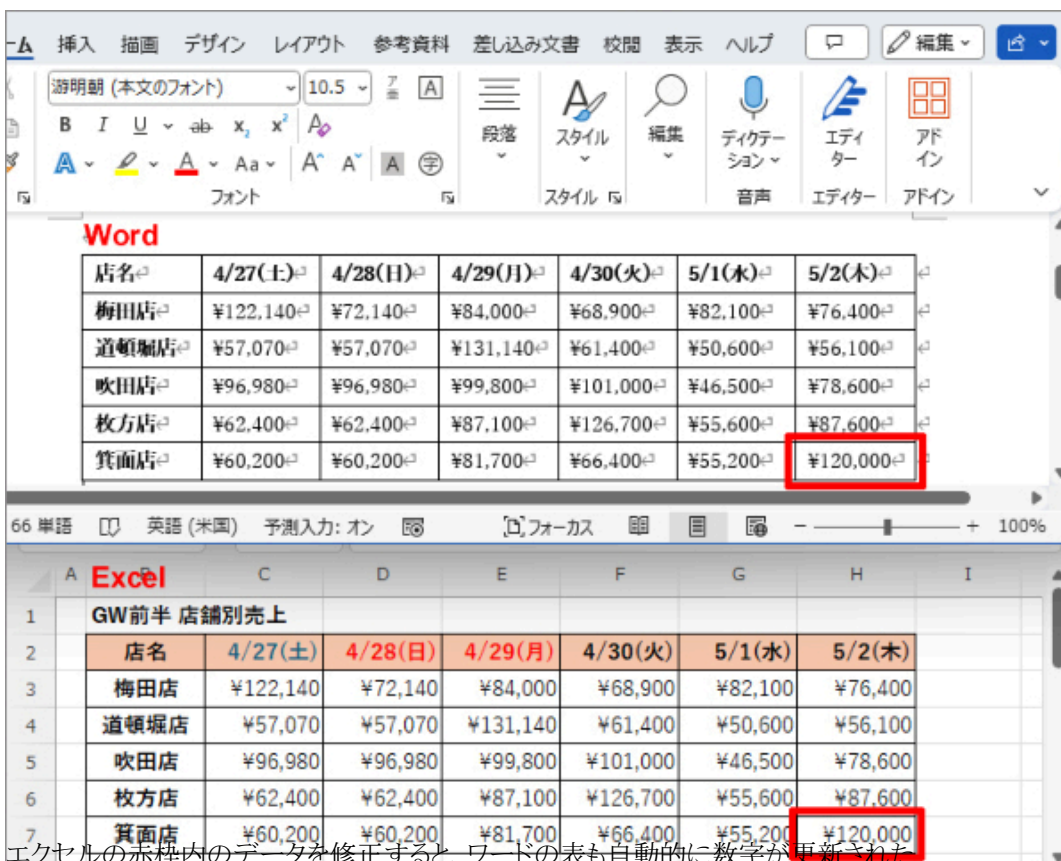 ーム 挿入 描画 デザイン レイアウト 参考資料 差し込み文書 校閲 表示 ヘルプ 編集
游明朝 (本文のフォント) 10.5 ア亜 A
B I U ab x₂ x² A 段落 スタイル 編集 ディクテーション エディター アドイン
A A Aa A A A 字
フォント スタイル 音声 エディター アドイン
Word
店名 4/27(土) 4/28(日) 4/29(月) 4/30(火) 5/1(水) 5/2(木)
梅田店 ¥122,140 ¥72,140 ¥84,000 ¥68,900 ¥82,100 ¥76,400
道頓堀店 ¥57,070 ¥57,070 ¥131,140 ¥61,400 ¥50,600 ¥56,100
吹田店 ¥96,980 ¥96,980 ¥99,800 ¥101,000 ¥46,500 ¥78,600
枚方店 ¥62,400 ¥62,400 ¥87,100 ¥126,700 ¥55,600 ¥87,600
箕面店 ¥60,200 ¥60,200 ¥81,700 ¥66,400 ¥55,200 ¥120,000
66 単語 英語 (米国) 予測入力: オン フォーカス 100%
Excel
A C D E F G H I
1 GW前半 店舗別売上
2 店名 4/27(土) 4/28(日) 4/29(月) 4/30(火) 5/1(水) 5/2(木)
3 梅田店 ¥122,140 ¥72,140 ¥84,000 ¥68,900 ¥82,100 ¥76,400
4 道頓堀店 ¥57,070 ¥57,070 ¥131,140 ¥61,400 ¥50,600 ¥56,100
5 吹田店 ¥96,980 ¥96,980 ¥99,800 ¥101,000 ¥46,500 ¥78,600
6 枚方店 ¥62,400 ¥62,400 ¥87,100 ¥126,700 ¥55,600 ¥87,600
7 箕面店 ¥60,200 ¥60,200 ¥81,700 ¥66,400 ¥55,200 ¥120,000
エクセルの赤枠内のデータを修正すると、ワードの表も自動的に数字が更新された